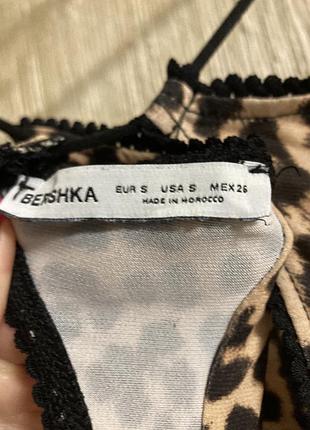 BERSHKA EUR S USA S MEX 26
MADE IN MOROCCO